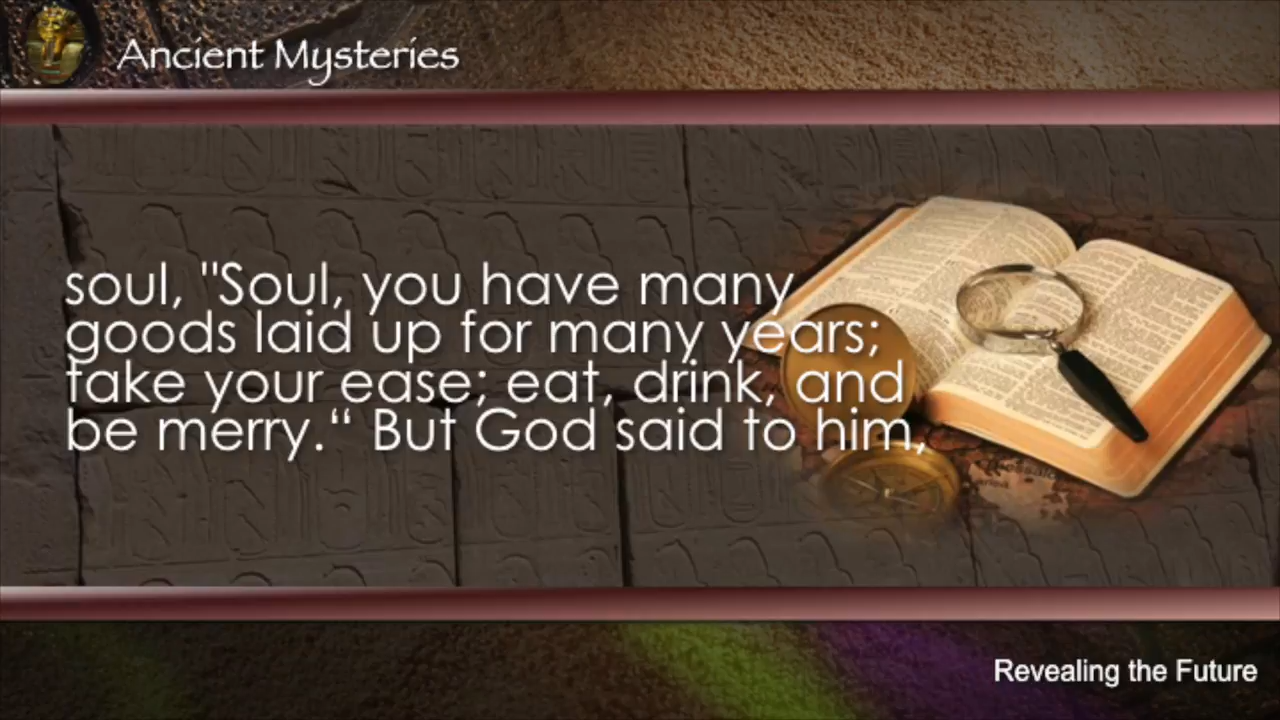 Ancient Mysteries
soul, "Soul, you have many
goods laid up for many years;
take your ease; eat, drink, and
be merry.“ But God said to him,
Revealing the Future